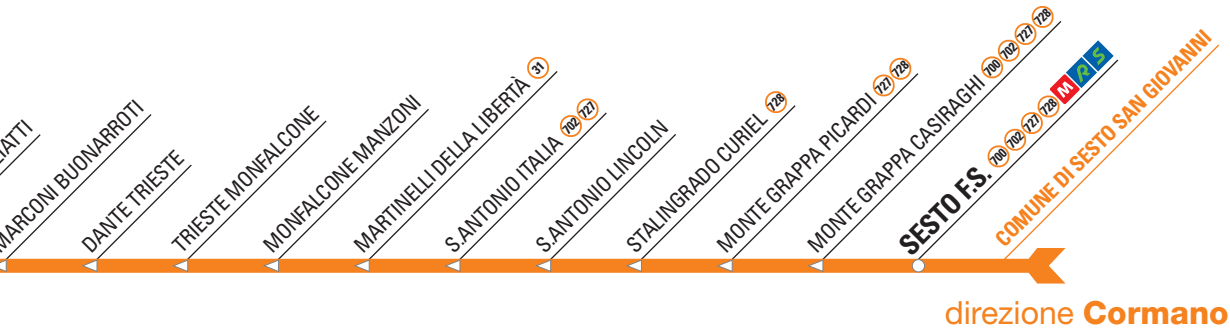 MARCONI BUONARROTI
DANTE TRIESTE
TRIESTE MONFALCONE
MONFALCONE MANZONI
MARTINELLI DELLA LIBERTÀ 31
S.ANTONIO ITALIA 702 727
S.ANTONIO LINCOLN
STALINGRADO CURIEL 728
MONTE GRAPPA PICARDI 727 728
MONTE GRAPPA CASIRAGHI 700 702 727 728
SESTO F.S. 700 702 727 728 M R S
COMUNE DI SESTO SAN GIOVANNI
direzione Cormano